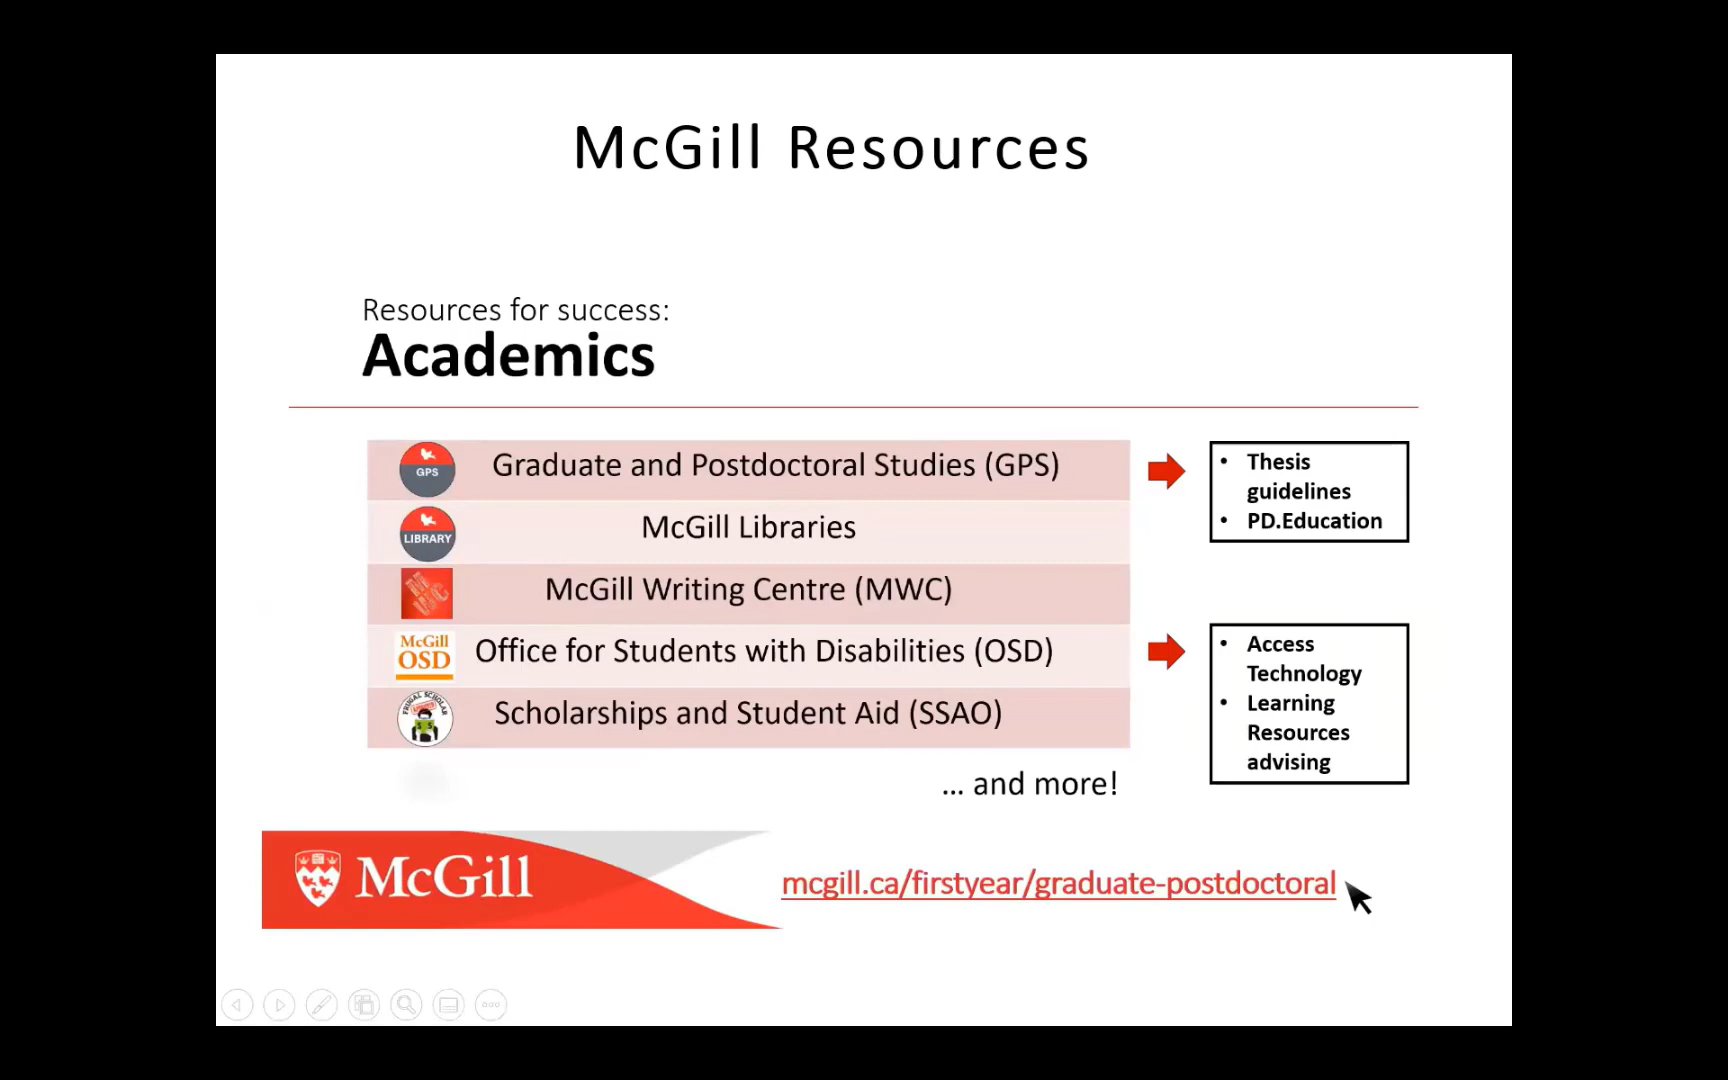 McGill Resources
Resources for success:
Academics
GPS
Graduate and Postdoctoral Studies (GPS)
• Thesis
guidelines
• PD.Education
LIBRARY
McGill Libraries
McGill Writing Centre (MWC)
McGill
OSD
Office for Students with Disabilities (OSD)
• Access
Technology
• Learning
Resources
advising
FRUGAL SCHOLAR
Scholarships and Student Aid (SSAO)
... and more!
McGill
mcgill.ca/firstyear/graduate-postdoctoral